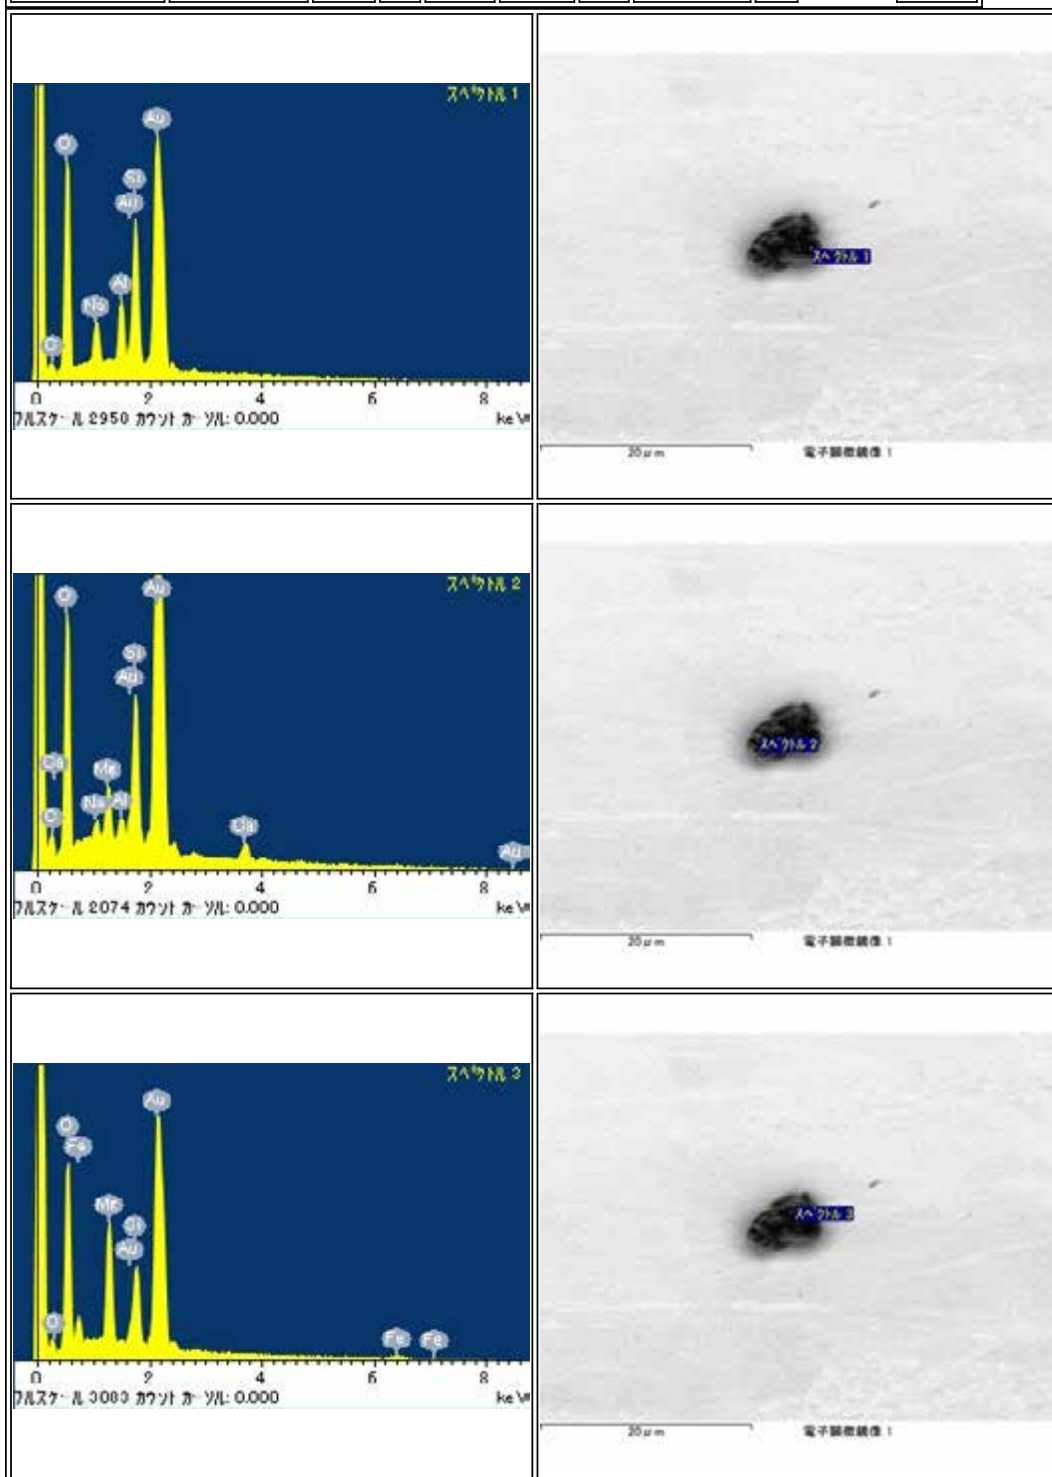 スペクトル 1
Au
O
Si
Au
Al
Na
C
0 2 4 6 8
フルスケール 2950 カウント カーソル: 0.000 keV
スペクトル 1
20μm 電子顕微鏡像 1
スペクトル 2
Au
O
Si
Au
Ca
Mg
Na Al
C
Ca
Au
0 2 4 6 8
フルスケール 2074 カウント カーソル: 0.000 keV
スペクトル 2
20μm 電子顕微鏡像 1
スペクトル 3
Au
O
Fe
Mg
Si
Au
C
Fe Fe
0 2 4 6 8
フルスケール 3083 カウント カーソル: 0.000 keV
スペクトル 3
20μm 電子顕微鏡像 1